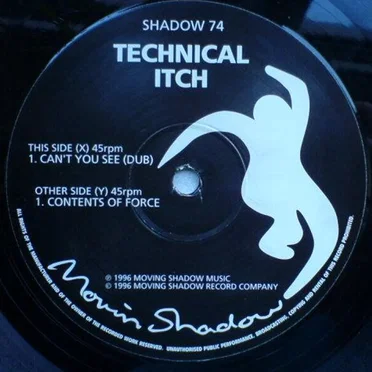 SHADOW 74
TECHNICAL
ITCH
THIS SIDE (X) 45rpm
1. CAN'T YOU SEE (DUB)
OTHER SIDE (Y) 45rpm
1. CONTENTS OF FORCE
℗ 1996 MOVING SHADOW MUSIC
© 1996 MOVING SHADOW RECORD COMPANY
Movin Shadow
ALL RIGHTS OF THE MANUFACTURER AND OF THE OWNER OF THE RECORDED WORK RESERVED. UNAUTHORISED PUBLIC PERFORMANCE, BROADCASTING, COPYING AND RENTAL OF THIS RECORD PROHIBITED.